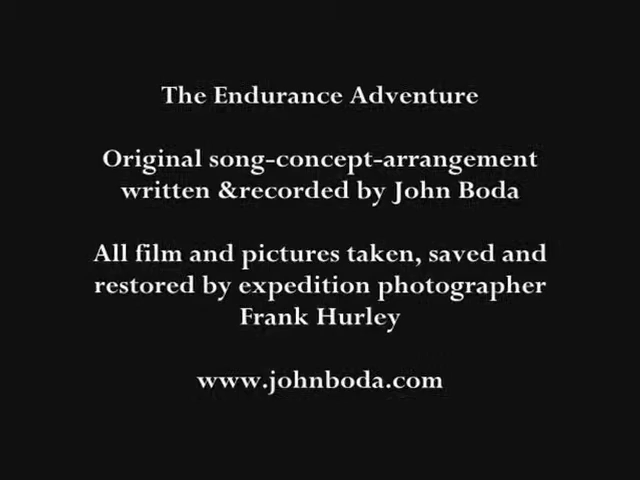 The Endurance Adventure
Original song-concept-arrangement
written &recorded by John Boda
All film and pictures taken, saved and
restored by expedition photographer
Frank Hurley
www.johnboda.com